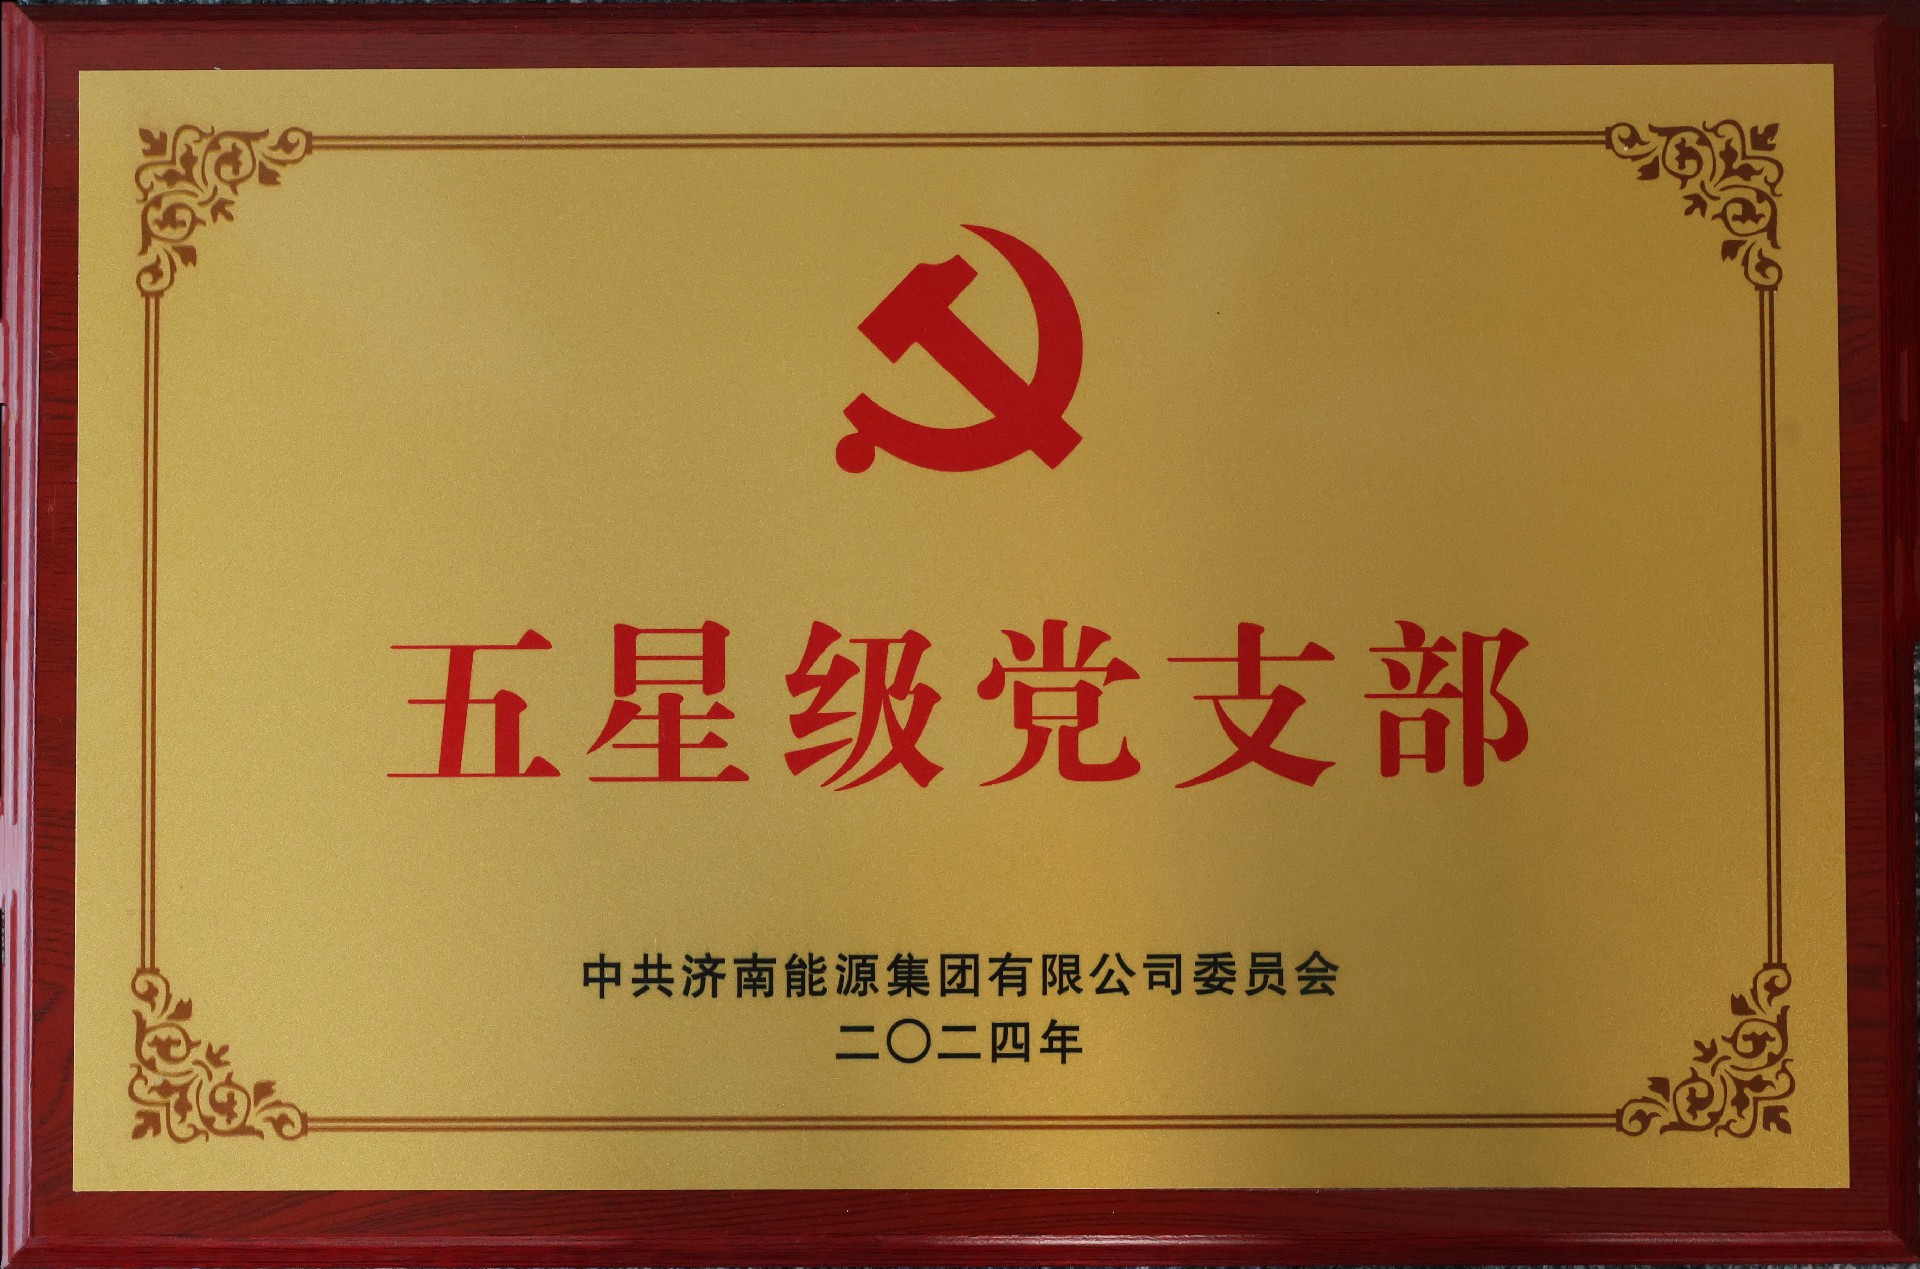 五星级党支部
中共济南能源集团有限公司委员会
二〇二四年